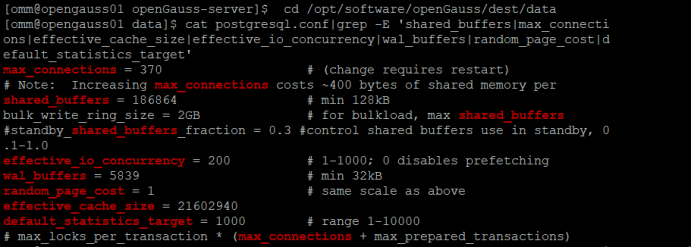 [omm@opengauss01 openGauss-server]$  cd /opt/software/openGauss/dest/data
[omm@opengauss01 data]$ cat postgresql.conf|grep -E 'shared_buffers|max_connecti
ons|effective_cache_size|effective_io_concurrency|wal_buffers|random_page_cost|d
efault_statistics_target'
max_connections = 370                   # (change requires restart)
# Note:  Increasing max_connections costs ~400 bytes of shared memory per
shared_buffers = 186864                 # min 128kB
bulk_write_ring_size = 2GB              # for bulkload, max shared_buffers
#standby_shared_buffers_fraction = 0.3 #control shared buffers use in standby, 0
.1-1.0
effective_io_concurrency = 200          # 1-1000; 0 disables prefetching
wal_buffers = 5839                      # min 32kB
random_page_cost = 1                    # same scale as above
effective_cache_size = 21602940
default_statistics_target = 1000        # range 1-10000
# max_locks_per_transaction * (max_connections + max_prepared_transactions)